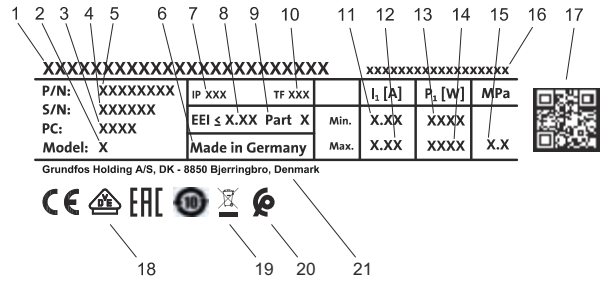 1 2 3 4 5 6 7 8 9 10 11 12 13 14 15 16 17
XXXXXXXXXXXXXXXXXXXXXXXXXX XXXXXXXXXXXXXXXXXX
P/N: XXXXXXXX IP XXX TF XXX I1 [A] P1 [W] MPa
S/N: XXXXXX EEI ≤ X.XX Part X Min. X.XX XXXX
PC: XXXX
Model: X Made in Germany Max. X.XX XXXX X.X
Grundfos Holding A/S, DK - 8850 Bjerringbro, Denmark
CE VDE EAC 10
18 19 20 21